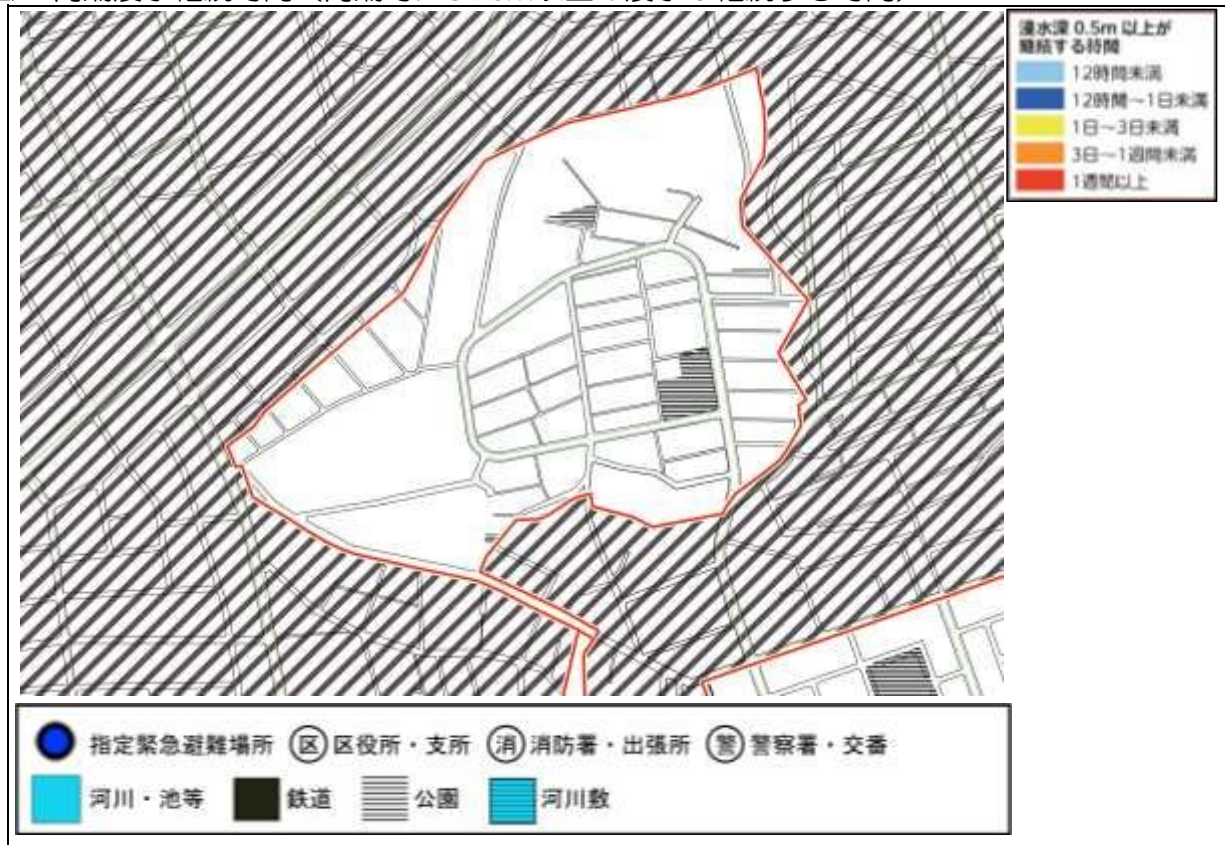 浸水深 0.5m 以上が
継続する時間
12時間未満
12時間～1日未満
1日～3日未満
3日～1週間未満
1週間以上
指定緊急避難場所 区 区役所・支所 消 消防署・出張所 警 警察署・交番
河川・池等 鉄道 公園 河川敷